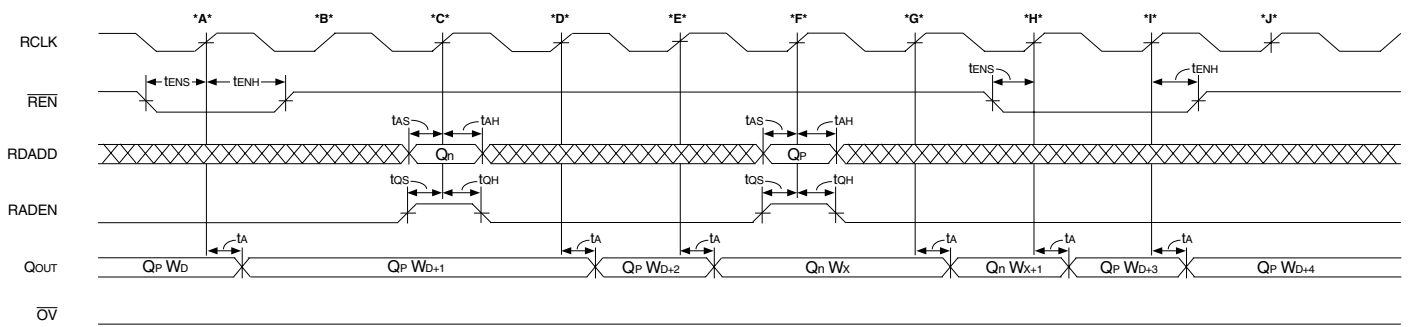 *A* *B* *C* *D* *E* *F* *G* *H* *I* *J*
RCLK
tENS tENH tENS tENH
REN
tAS tAH tAS tAH
RDADD Qn QP
tQS tQH tQS tQH
RADEN
tA tA tA tA tA tA
QOUT QP WD QP WD+1 QP WD+2 Qn WX Qn WX+1 QP WD+3 QP WD+4
OV